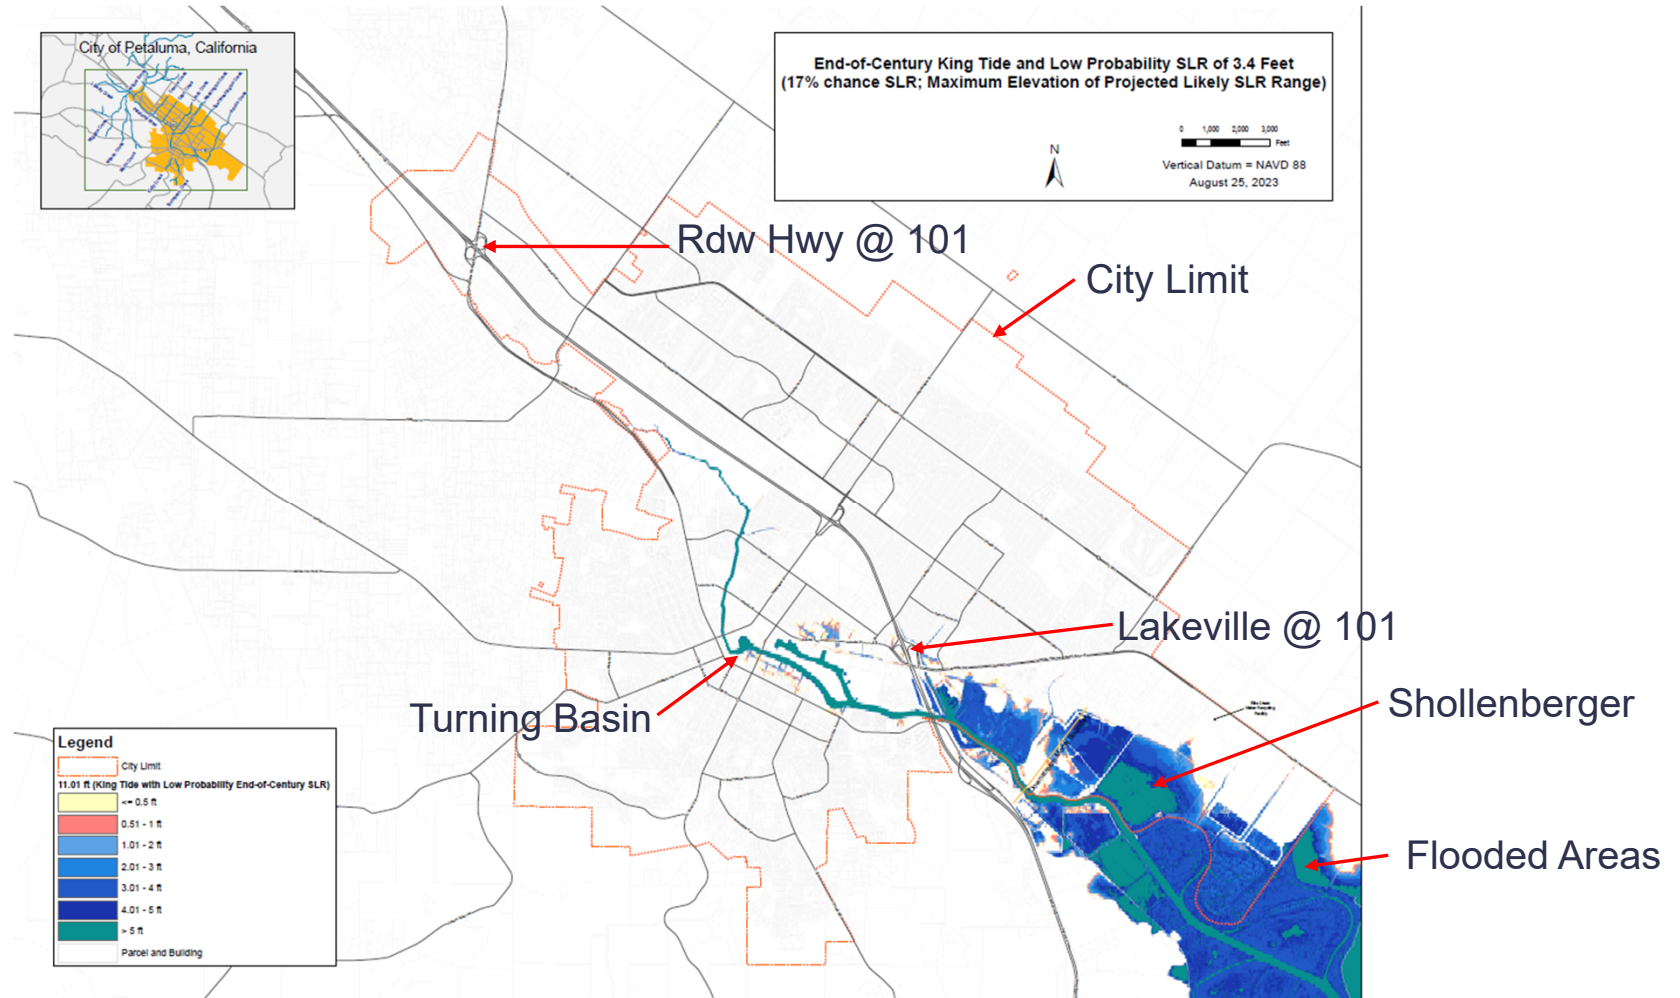 City of Petaluma, California
End-of-Century King Tide and Low Probability SLR of 3.4 Feet
(17% chance SLR; Maximum Elevation of Projected Likely SLR Range)
0 1,000 2,000 3,000
Feet
N
Vertical Datum = NAVD 88
August 25, 2023
Rdw Hwy @ 101
City Limit
Lakeville @ 101
Shollenberger
Turning Basin
Flooded Areas
Legend
City Limit
11.01 ft (King Tide with Low Probability End-of-Century SLR)
<= 0.5 ft
0.51 - 1 ft
1.01 - 2 ft
2.01 - 3 ft
3.01 - 4 ft
4.01 - 5 ft
> 5 ft
Parcel and Building